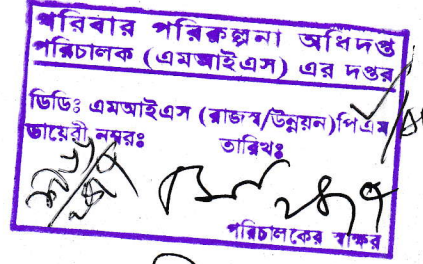 পরিবার পরিকল্পনা অধিদপ্ত
পরিচালক (এমআইএস) এর দপ্তর
ডিডিঃ এমআইএস (রাজস্ব/উন্নয়ন)পিএম
ডায়েরী নম্বরঃ তারিখঃ
পরিচালকের স্বাক্ষর